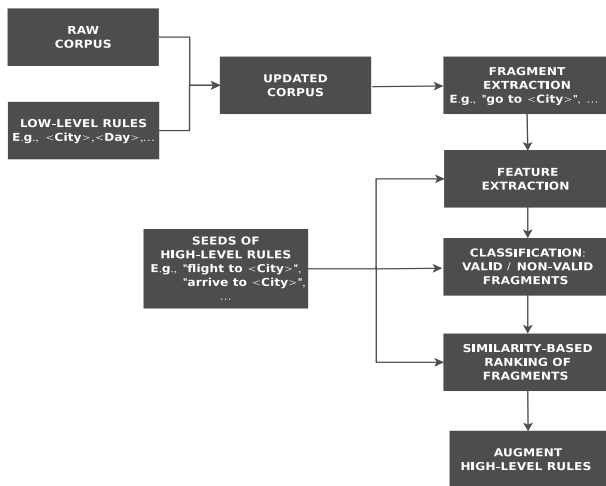 RAW
CORPUS
LOW-LEVEL RULES
E.g., <City>,<Day>,...
UPDATED
CORPUS
FRAGMENT
EXTRACTION
E.g., "go to <City>", ...
FEATURE
EXTRACTION
SEEDS OF
HIGH-LEVEL RULES
E.g., "flight to <City>",
"arrive to <City>",
...
CLASSIFICATION:
VALID / NON-VALID
FRAGMENTS
SIMILARITY-BASED
RANKING OF
FRAGMENTS
AUGMENT
HIGH-LEVEL RULES